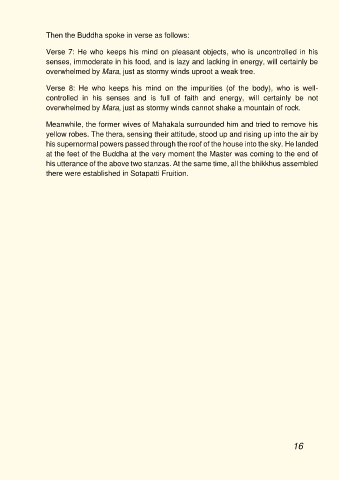 Then the Buddha spoke in verse as follows:
Verse 7: He who keeps his mind on pleasant objects, who is uncontrolled in his
senses, immoderate in his food, and is lazy and lacking in energy, will certainly be
overwhelmed by Mara, just as stormy winds uproot a weak tree.
Verse 8: He who keeps his mind on the impurities (of the body), who is well-
controlled in his senses and is full of faith and energy, will certainly be not
overwhelmed by Mara, just as stormy winds cannot shake a mountain of rock.
Meanwhile, the former wives of Mahakala surrounded him and tried to remove his
yellow robes. The thera, sensing their attitude, stood up and rising up into the air by
his supernormal powers passed through the roof of the house into the sky. He landed
at the feet of the Buddha at the very moment the Master was coming to the end of
his utterance of the above two stanzas. At the same time, all the bhikkhus assembled
there were established in Sotapatti Fruition.
16